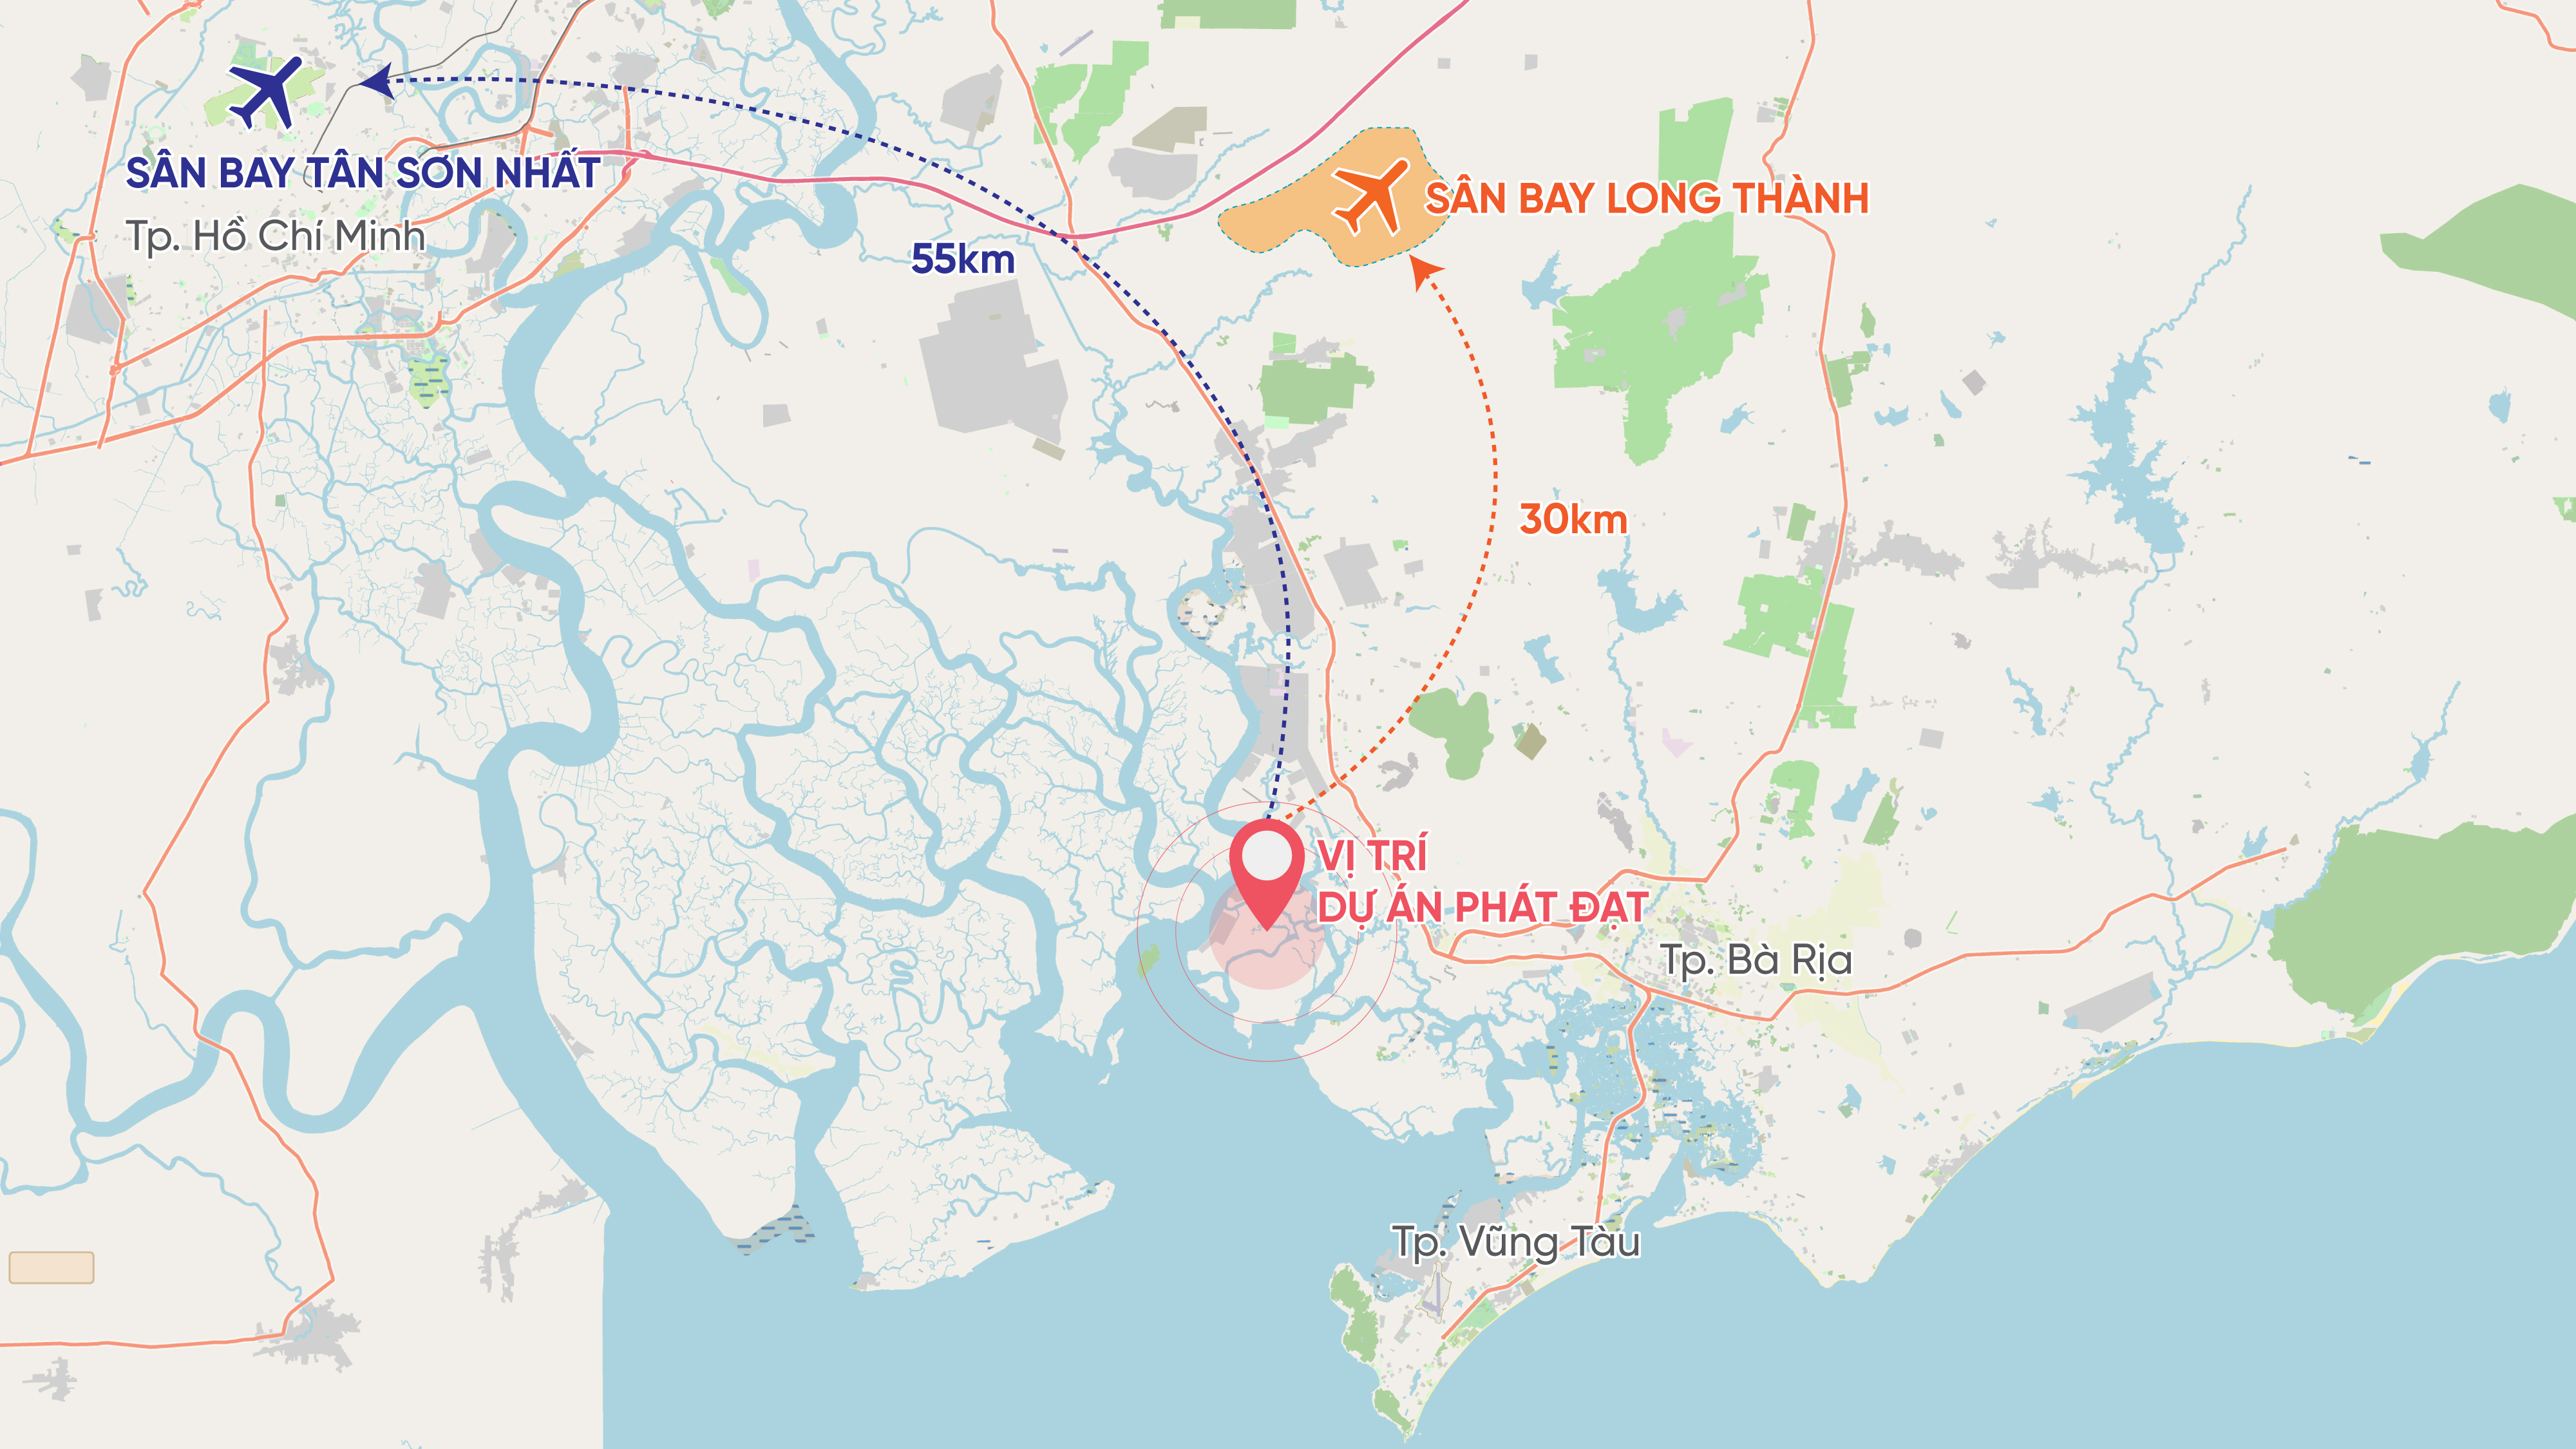 SÂN BAY TÂN SƠN NHẤT
Tp. Hồ Chí Minh
SÂN BAY LONG THÀNH
55km
30km
VỊ TRÍ
DỰ ÁN PHÁT ĐẠT
Tp. Bà Rịa
Tp. Vũng Tàu